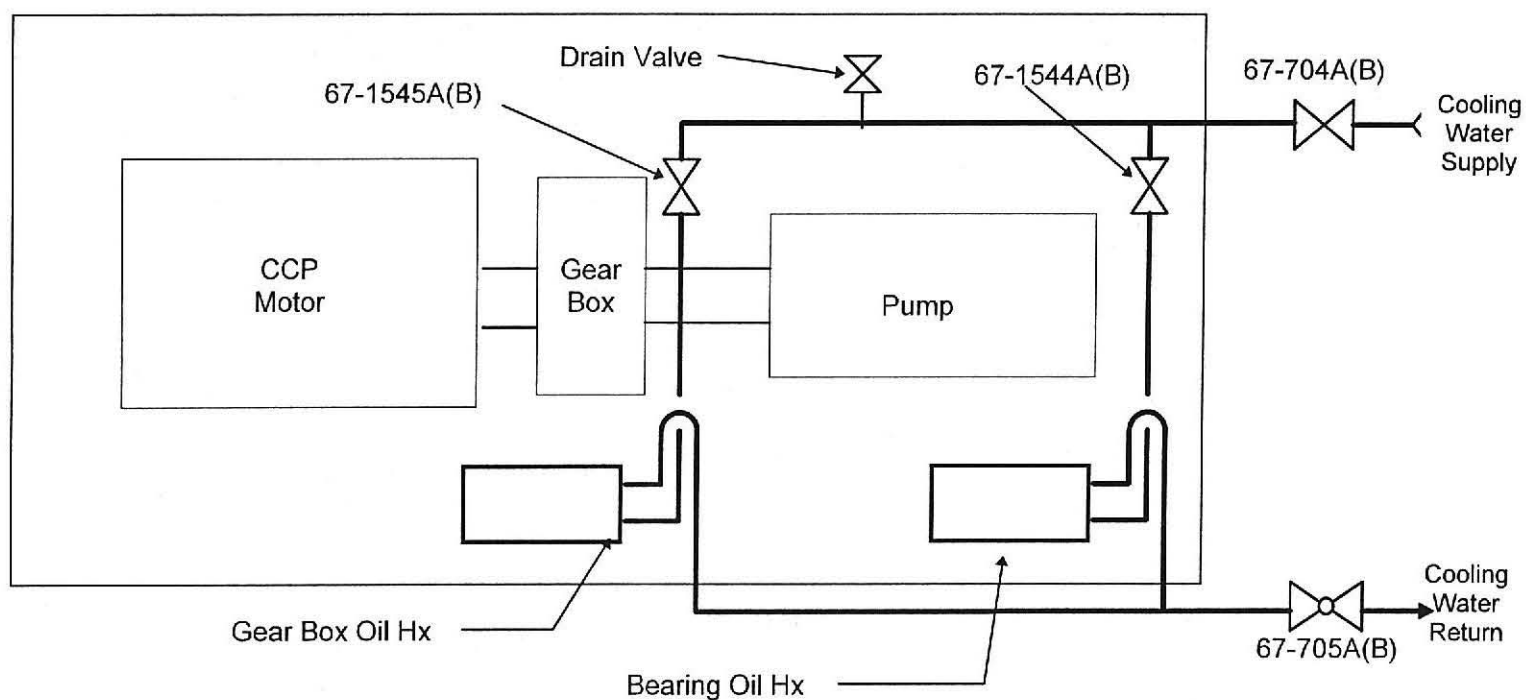 Drain Valve
67-1545A(B)
67-1544A(B)
67-704A(B)
Cooling
Water
Supply
CCP
Motor
Gear
Box
Pump
Gear Box Oil Hx
Bearing Oil Hx
67-705A(B)
Cooling
Water
Return